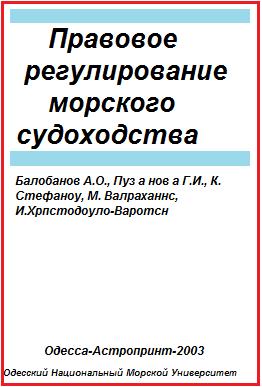 Правовое
регулирование
морского
судоходства
Балобанов А.О., Пуз а нов а Г.И., К.
Стефаноу, М. Валраханнс,
И.Хрпстодоуло-Варотсн
Одесса-Астропринт-2003
Одесский Национальный Морской Университет